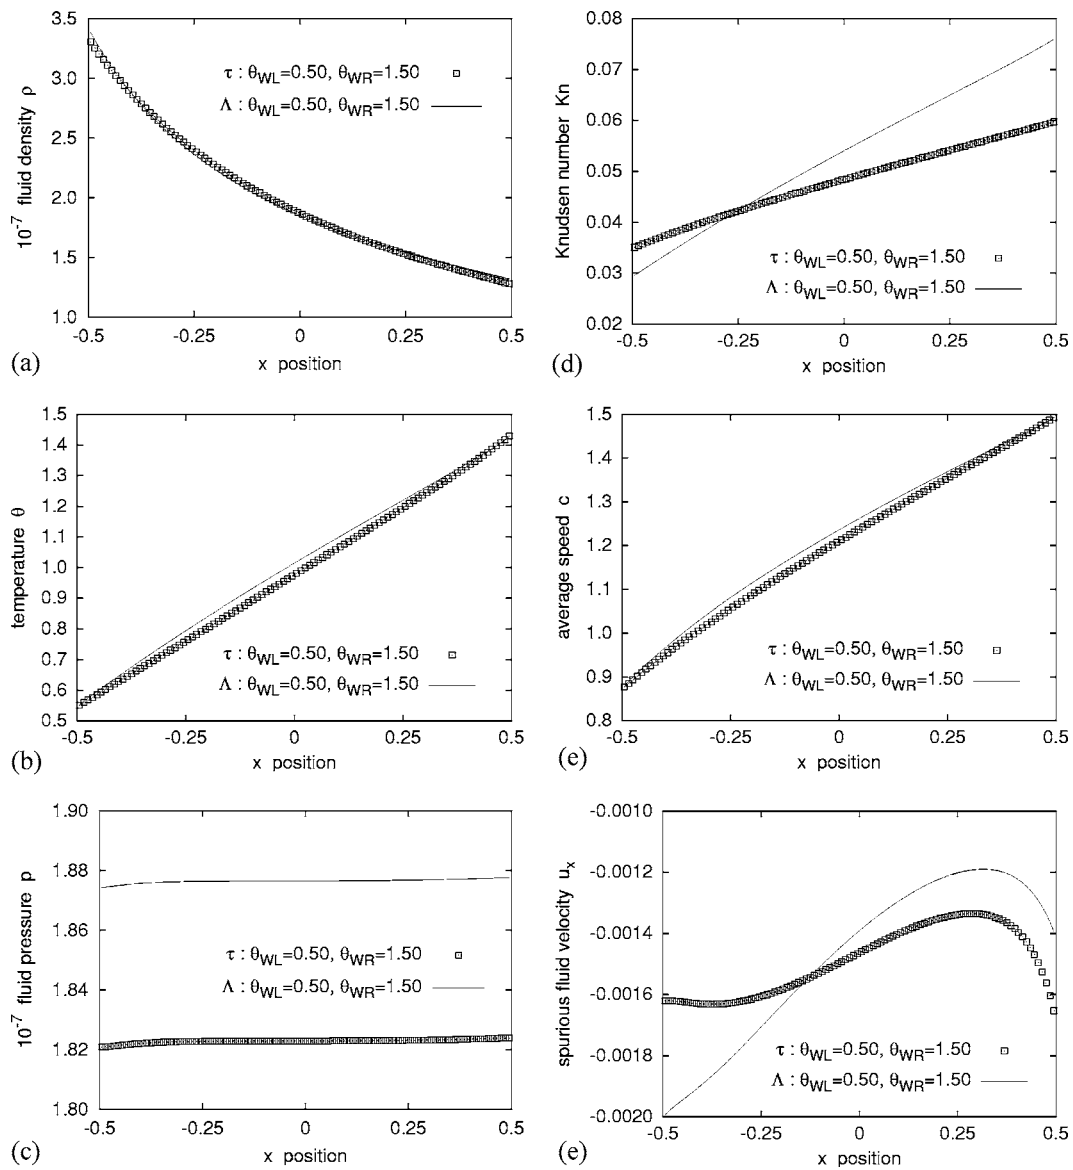 (a)
10⁻⁷ fluid density ρ
3.5
3.0
2.5
2.0
1.5
1.0
τ : θWL=0.50, θWR=1.50
Λ : θWL=0.50, θWR=1.50
-0.5 -0.25 0 0.25 0.5
x position
(d)
Knudsen number Kn
0.08
0.07
0.06
0.05
0.04
0.03
0.02
τ : θWL=0.50, θWR=1.50
Λ : θWL=0.50, θWR=1.50
-0.5 -0.25 0 0.25 0.5
x position
(b)
temperature θ
1.5
1.4
1.3
1.2
1.1
1.0
0.9
0.8
0.7
0.6
0.5
τ : θWL=0.50, θWR=1.50
Λ : θWL=0.50, θWR=1.50
-0.5 -0.25 0 0.25 0.5
x position
(e)
average speed c
1.5
1.4
1.3
1.2
1.1
1.0
0.9
0.8
τ : θWL=0.50, θWR=1.50
Λ : θWL=0.50, θWR=1.50
-0.5 -0.25 0 0.25 0.5
x position
(c)
10⁻⁷ fluid pressure p
1.90
1.88
1.86
1.84
1.82
1.80
τ : θWL=0.50, θWR=1.50
Λ : θWL=0.50, θWR=1.50
-0.5 -0.25 0 0.25 0.5
x position
(e)
spurious fluid velocity uₓ
-0.0010
-0.0012
-0.0014
-0.0016
-0.0018
-0.0020
τ : θWL=0.50, θWR=1.50
Λ : θWL=0.50, θWR=1.50
-0.5 -0.25 0 0.25 0.5
x position